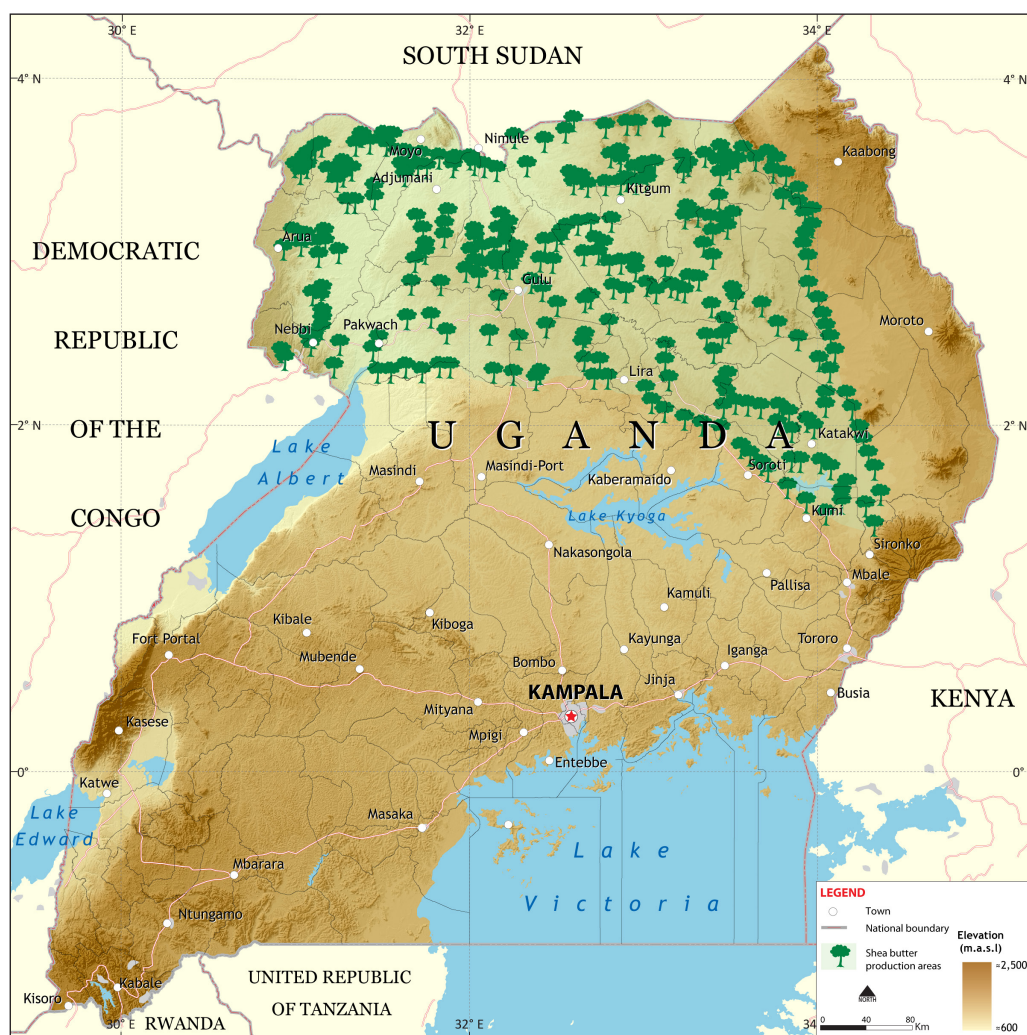 30° E
32° E
34° E
SOUTH SUDAN
4° N
4° N
Nimule
Moyo
Kaabong
Adjumani
Kitgum
Arua
DEMOCRATIC
Gulu
Moroto
Nebbi
Pakwach
REPUBLIC
Lira
2° N
2° N
OF THE
UGANDA
Katakwi
Lake
Albert
Masindi
Masindi-Port
Kaberamaido
Soroti
CONGO
Lake Kyoga
Kumi
Nakasongola
Sironko
Mbale
Pallisa
Kamuli
Kibale
Kiboga
Fort Portal
Mubende
Kayunga
Iganga
Tororo
Bombo
Jinja
KAMPALA
Busia
KENYA
Mityana
Kasese
Mpigi
Entebbe
0°
0°
Katwe
Lake
Edward
Masaka
Lake
Victoria
Mbarara
Ntungamo
Kabale
Kisoro
UNITED REPUBLIC
OF TANZANIA
RWANDA
30° E
32° E
34
LEGEND
Town
National boundary
Shea butter
production areas
NORTH
0 40 80 Km
Elevation
(m.a.s.l)
≈2,500
≈600